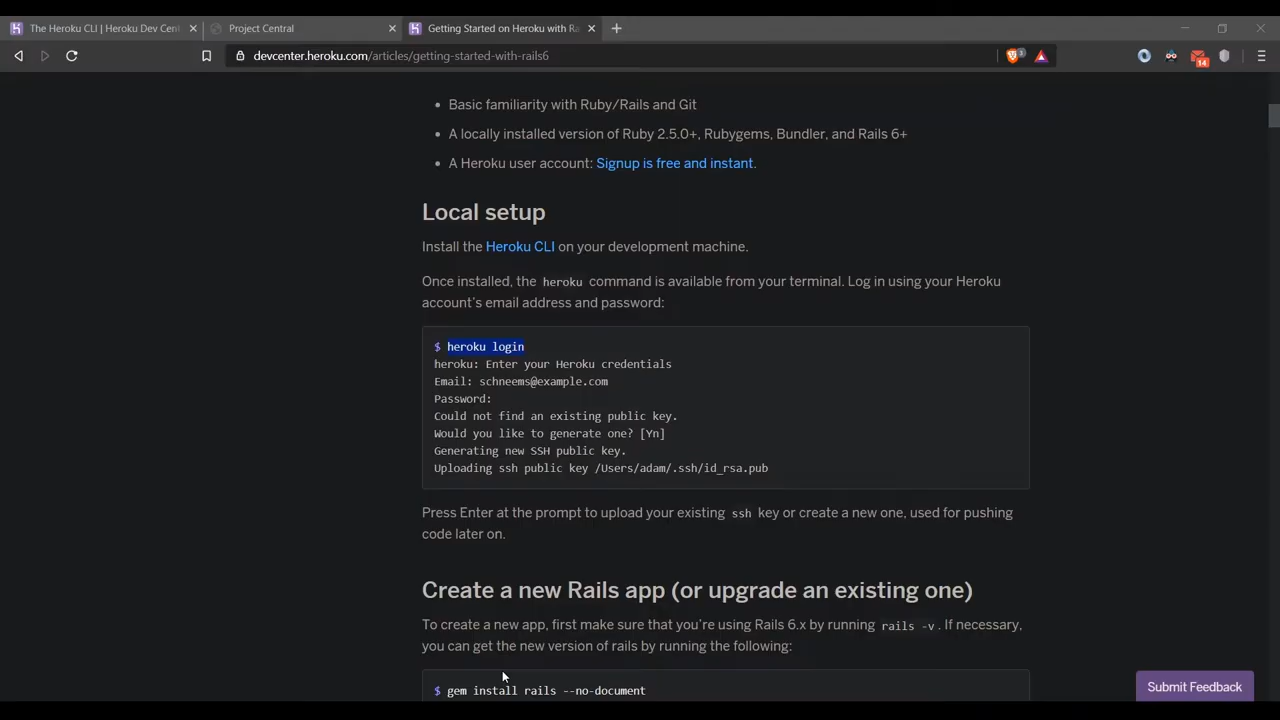 The Heroku CLI | Heroku Dev Cent
Project Central
Getting Started on Heroku with Ra
devcenter.heroku.com/articles/getting-started-with-rails6
3
14
• Basic familiarity with Ruby/Rails and Git
• A locally installed version of Ruby 2.5.0+, Rubygems, Bundler, and Rails 6+
• A Heroku user account: Signup is free and instant.
Local setup
Install the Heroku CLI on your development machine.
Once installed, the heroku command is available from your terminal. Log in using your Heroku
account's email address and password:
$ heroku login
heroku: Enter your Heroku credentials
Email: schneems@example.com
Password:
Could not find an existing public key.
Would you like to generate one? [Yn]
Generating new SSH public key.
Uploading ssh public key /Users/adam/.ssh/id_rsa.pub
Press Enter at the prompt to upload your existing ssh key or create a new one, used for pushing
code later on.
Create a new Rails app (or upgrade an existing one)
To create a new app, first make sure that you're using Rails 6.x by running rails -v. If necessary,
you can get the new version of rails by running the following:
$ gem install rails --no-document
Submit Feedback